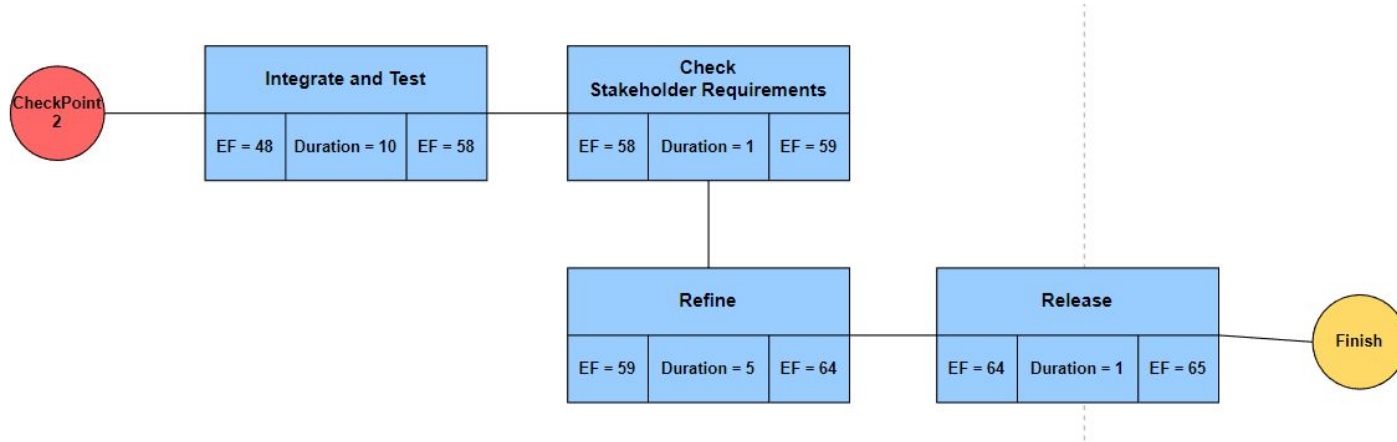 CheckPoint
2
Integrate and Test
EF = 48
Duration = 10
EF = 58
Check
Stakeholder Requirements
EF = 58
Duration = 1
EF = 59
Refine
EF = 59
Duration = 5
EF = 64
Release
EF = 64
Duration = 1
EF = 65
Finish